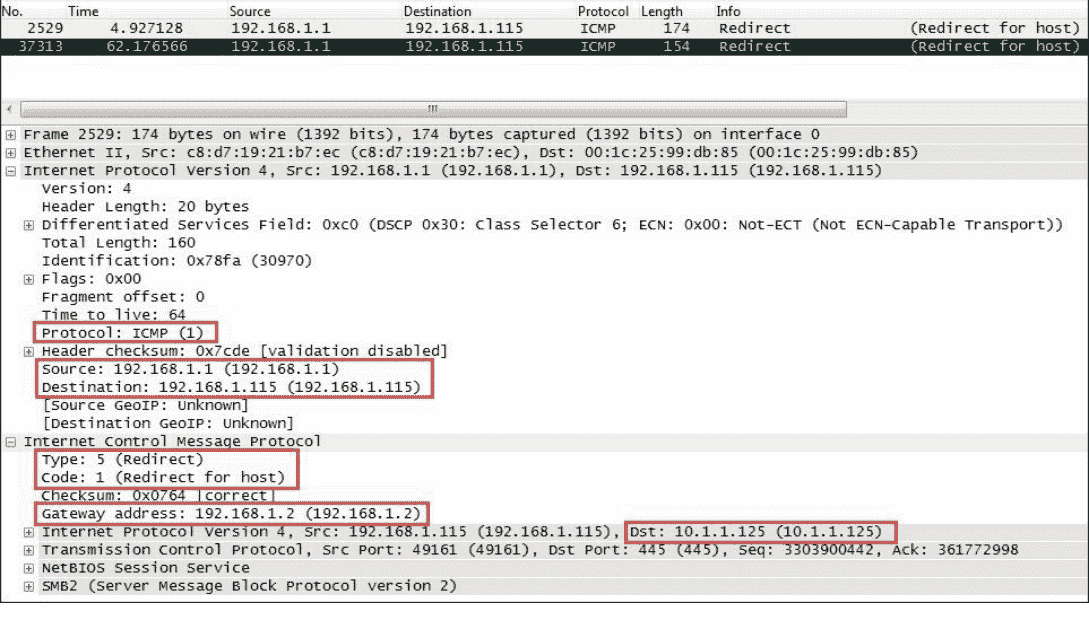 No. Time Source Destination Protocol Length Info
2529 4.927128 192.168.1.1 192.168.1.115 ICMP 174 Redirect (Redirect for host)
37313 62.176566 192.168.1.1 192.168.1.115 ICMP 154 Redirect (Redirect for host)
Frame 2529: 174 bytes on wire (1392 bits), 174 bytes captured (1392 bits) on interface 0
Ethernet II, Src: c8:d7:19:21:b7:ec (c8:d7:19:21:b7:ec), Dst: 00:1c:25:99:db:85 (00:1c:25:99:db:85)
Internet Protocol Version 4, Src: 192.168.1.1 (192.168.1.1), Dst: 192.168.1.115 (192.168.1.115)
Version: 4
Header Length: 20 bytes
Differentiated Services Field: 0xc0 (DSCP 0x30: Class Selector 6; ECN: 0x00: Not-ECT (Not ECN-Capable Transport))
Total Length: 160
Identification: 0x78fa (30970)
Flags: 0x00
Fragment offset: 0
Time to live: 64
Protocol: ICMP (1)
Header checksum: 0x7cde [validation disabled]
Source: 192.168.1.1 (192.168.1.1)
Destination: 192.168.1.115 (192.168.1.115)
[Source GeoIP: Unknown]
[Destination GeoIP: Unknown]
Internet Control Message Protocol
Type: 5 (Redirect)
Code: 1 (Redirect for host)
Checksum: 0x0764 [correct]
Gateway address: 192.168.1.2 (192.168.1.2)
Internet Protocol Version 4, Src: 192.168.1.115 (192.168.1.115), Dst: 10.1.1.125 (10.1.1.125)
Transmission Control Protocol, Src Port: 49161 (49161), Dst Port: 445 (445), Seq: 3303900442, Ack: 361772998
NetBIOS Session Service
SMB2 (Server Message Block Protocol version 2)